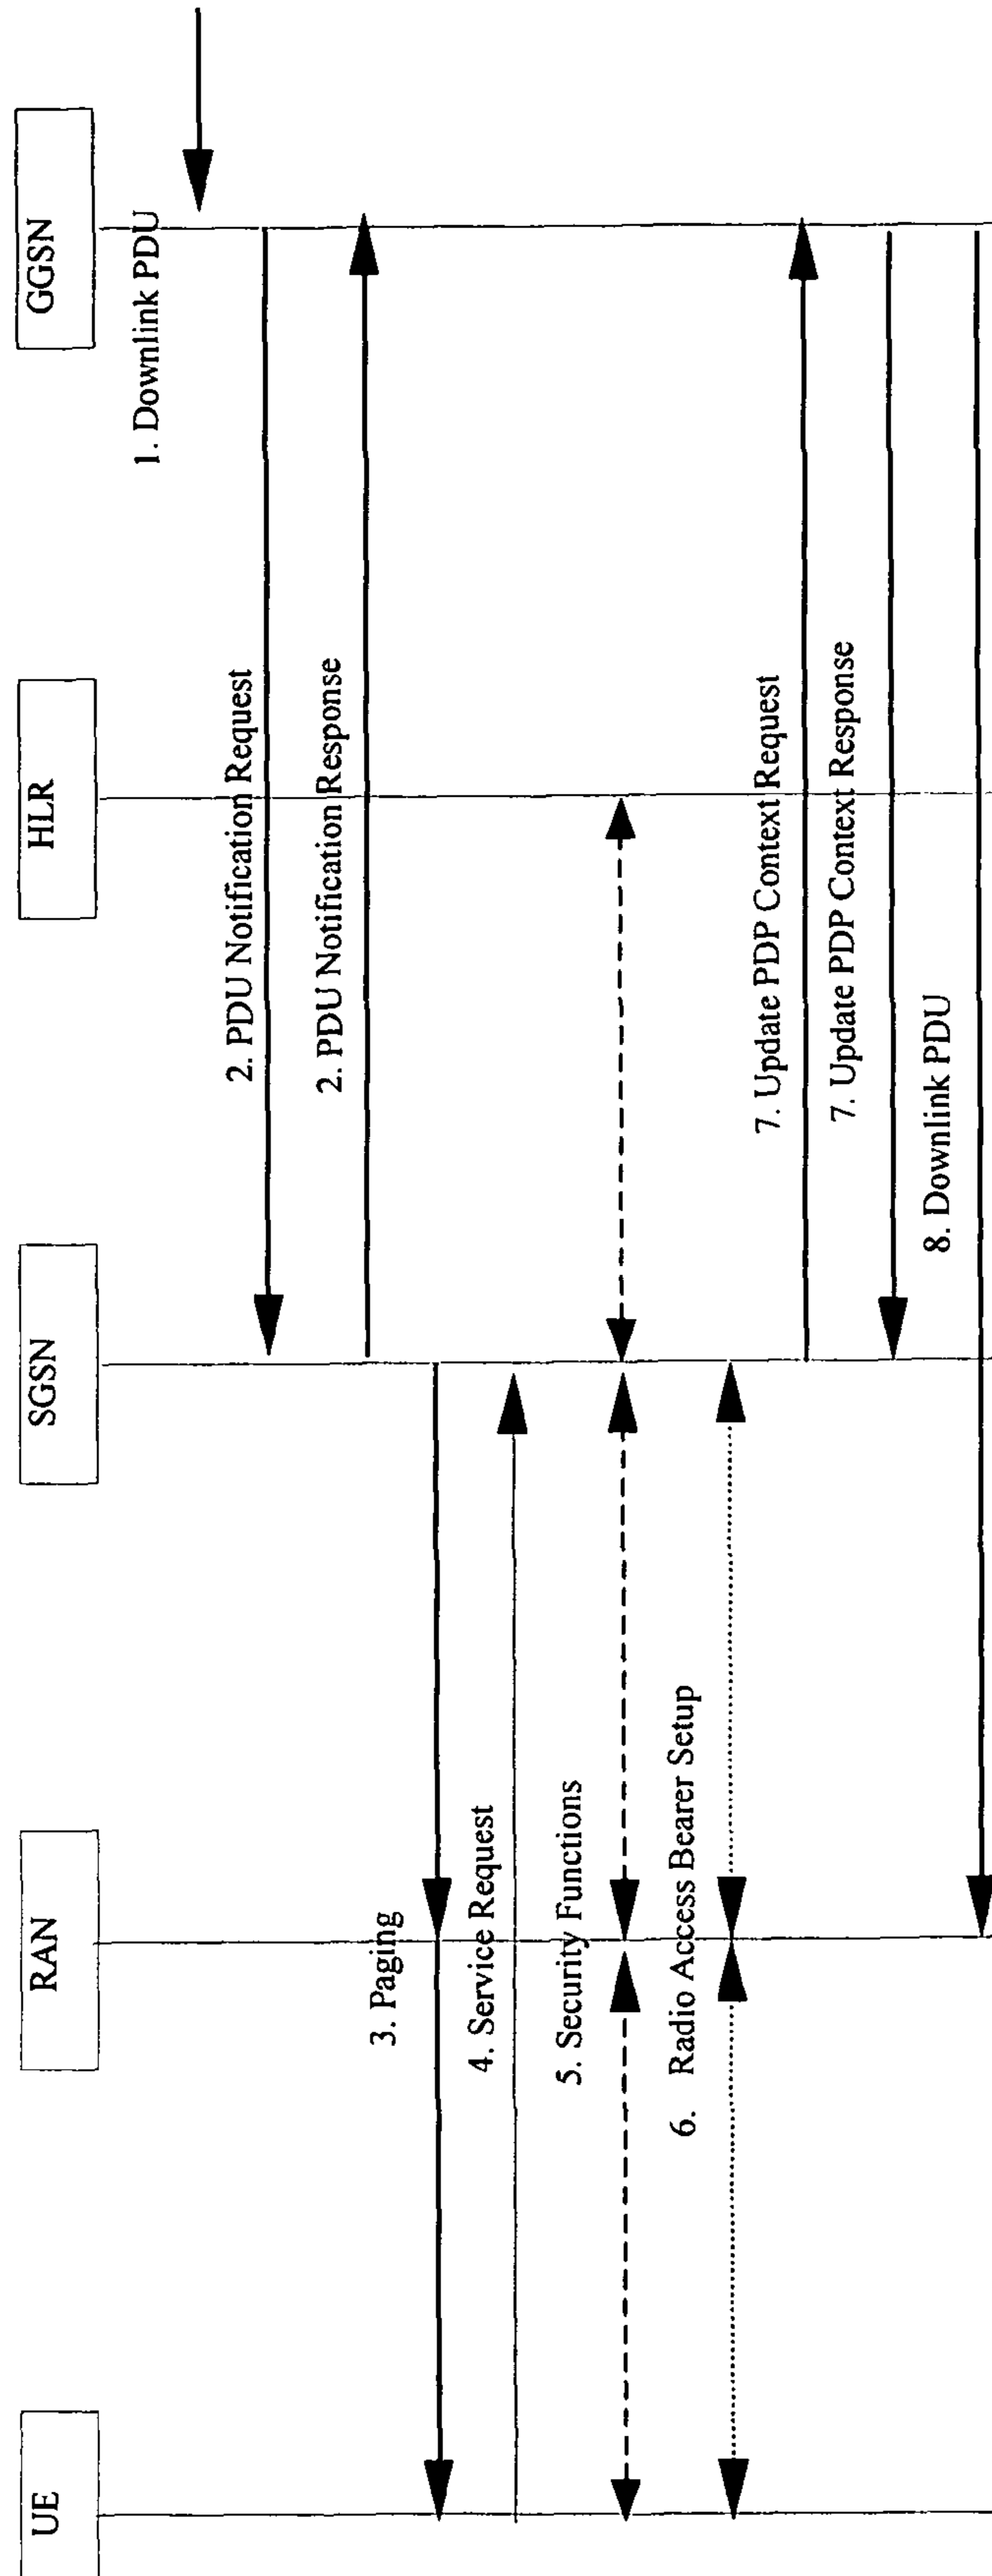 UE
RAN
SGSN
HLR
GGSN
1. Downlink PDU
2. PDU Notification Request
2. PDU Notification Response
3. Paging
4. Service Request
5. Security Functions
6. Radio Access Bearer Setup
7. Update PDP Context Request
7. Update PDP Context Response
8. Downlink PDU